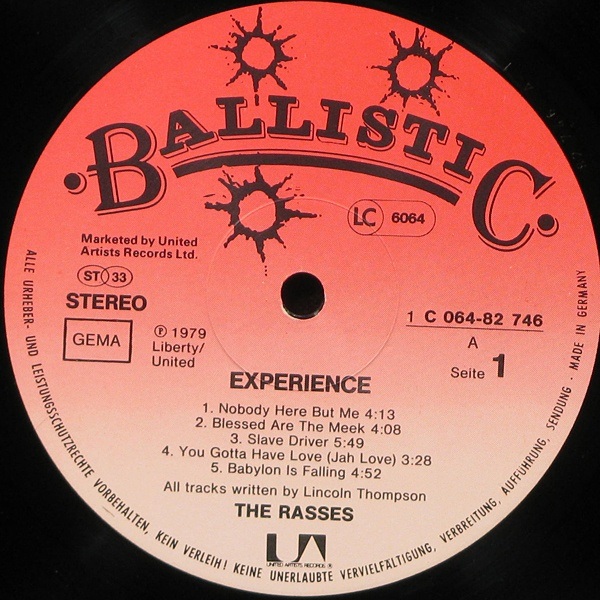 ·BALLISTIC·
LC 6064
Marketed by United
Artists Records Ltd.
ST 33
STEREO
GEMA
℗ 1979
Liberty/
United
1 C 064-82 746
A
Seite 1
EXPERIENCE
1. Nobody Here But Me 4:13
2. Blessed Are The Meek 4:08
3. Slave Driver 5:49
4. You Gotta Have Love (Jah Love) 3:28
5. Babylon Is Falling 4:52
All tracks written by Lincoln Thompson
THE RASSES
UA
UNITED ARTISTS RECORDS ®
ALLE URHEBER- UND LEISTUNGSSCHUTZRECHTE VORBEHALTEN, KEIN VERLEIH! KEINE UNERLAUBTE VERVIELFÄLTIGUNG, VERBREITUNG, AUFFÜHRUNG, SENDUNG · MADE IN GERMANY